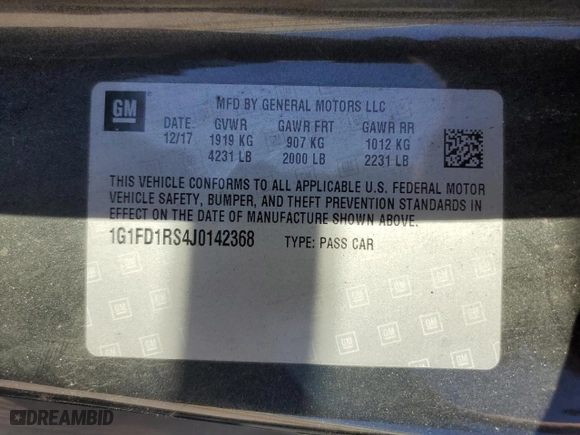 GM
MFD BY GENERAL MOTORS LLC
DATE: GVWR GAWR FRT GAWR RR
12/17 1919 KG 907 KG 1012 KG
4231 LB 2000 LB 2231 LB
THIS VEHICLE CONFORMS TO ALL APPLICABLE U.S. FEDERAL MOTOR
VEHICLE SAFETY, BUMPER, AND THEFT PREVENTION STANDARDS IN
EFFECT ON THE DATE OF MANUFACTURE SHOWN ABOVE.
1G1FD1RS4J0142368 TYPE: PASS CAR
DREAMBID